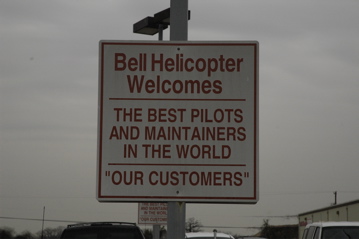 Bell Helicopter
Welcomes
THE BEST PILOTS
AND MAINTAINERS
IN THE WORLD
"OUR CUSTOMERS"